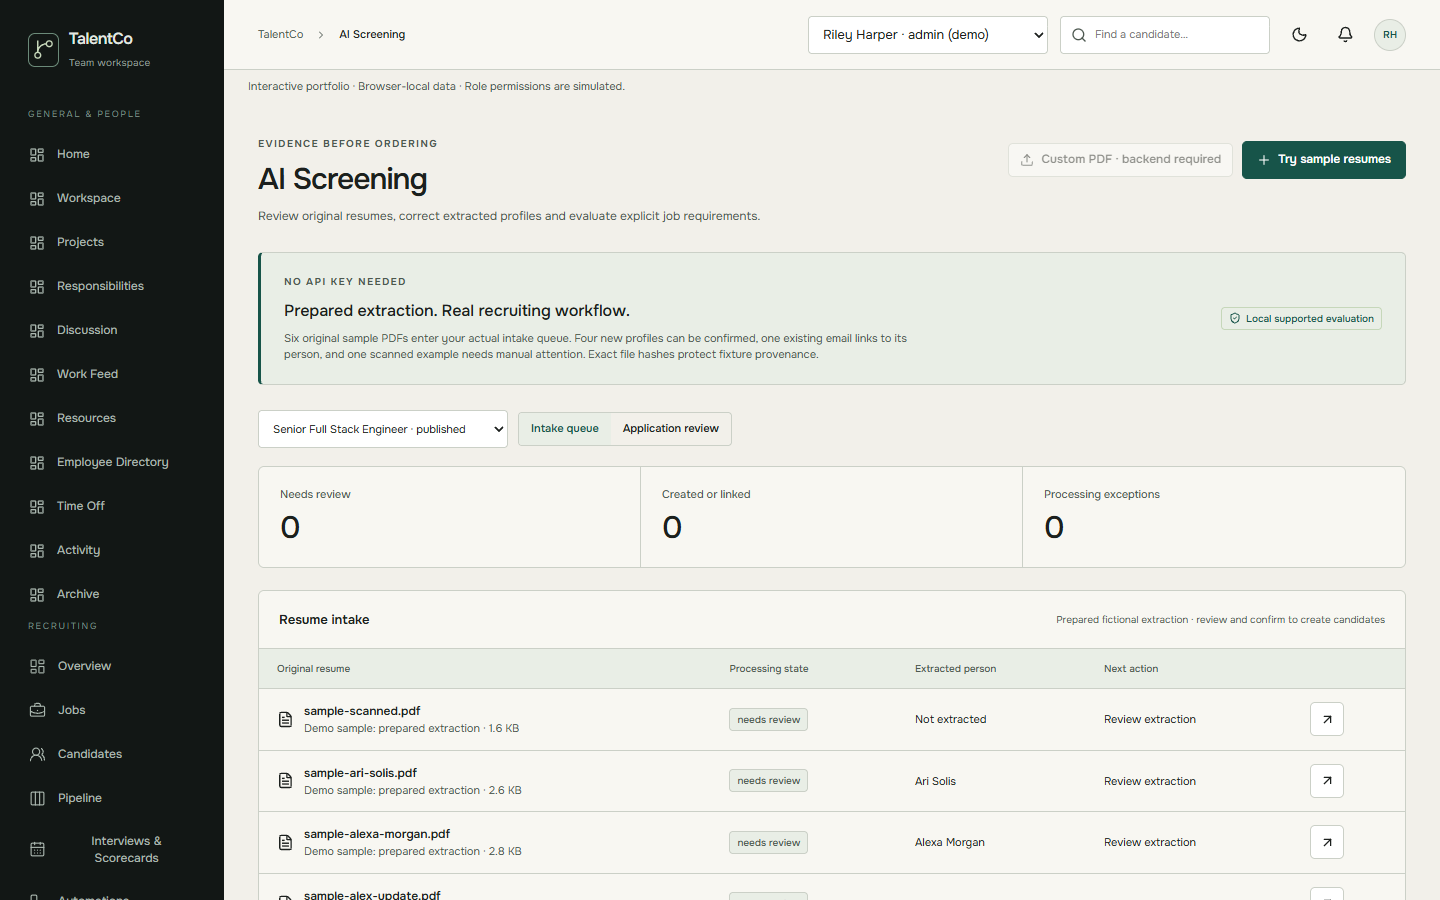 TalentCo
Team workspace
GENERAL & PEOPLE
Home
Workspace
Projects
Responsibilities
Discussion
Work Feed
Resources
Employee Directory
Time Off
Activity
Archive
RECRUITING
Overview
Jobs
Candidates
Pipeline
Interviews &
Scorecards
Automations
TalentCo
AI Screening
Riley Harper · admin (demo)
Find a candidate...
RH
Interactive portfolio · Browser-local data · Role permissions are simulated.
EVIDENCE BEFORE ORDERING
AI Screening
Review original resumes, correct extracted profiles and evaluate explicit job requirements.
Custom PDF · backend required
Try sample resumes
NO API KEY NEEDED
Prepared extraction. Real recruiting workflow.
Six original sample PDFs enter your actual intake queue. Four new profiles can be confirmed, one existing email links to its
person, and one scanned example needs manual attention. Exact file hashes protect fixture provenance.
Local supported evaluation
Senior Full Stack Engineer · published
Intake queue
Application review
Needs review
0
Created or linked
0
Processing exceptions
0
Resume intake
Prepared fictional extraction · review and confirm to create candidates
Original resume
Processing state
Extracted person
Next action
sample-scanned.pdf
Demo sample: prepared extraction · 1.6 KB
needs review
Not extracted
Review extraction
sample-ari-solis.pdf
Demo sample: prepared extraction · 2.6 KB
needs review
Ari Solis
Review extraction
sample-alexa-morgan.pdf
Demo sample: prepared extraction · 2.8 KB
needs review
Alexa Morgan
Review extraction
sample-alex-update.pdf